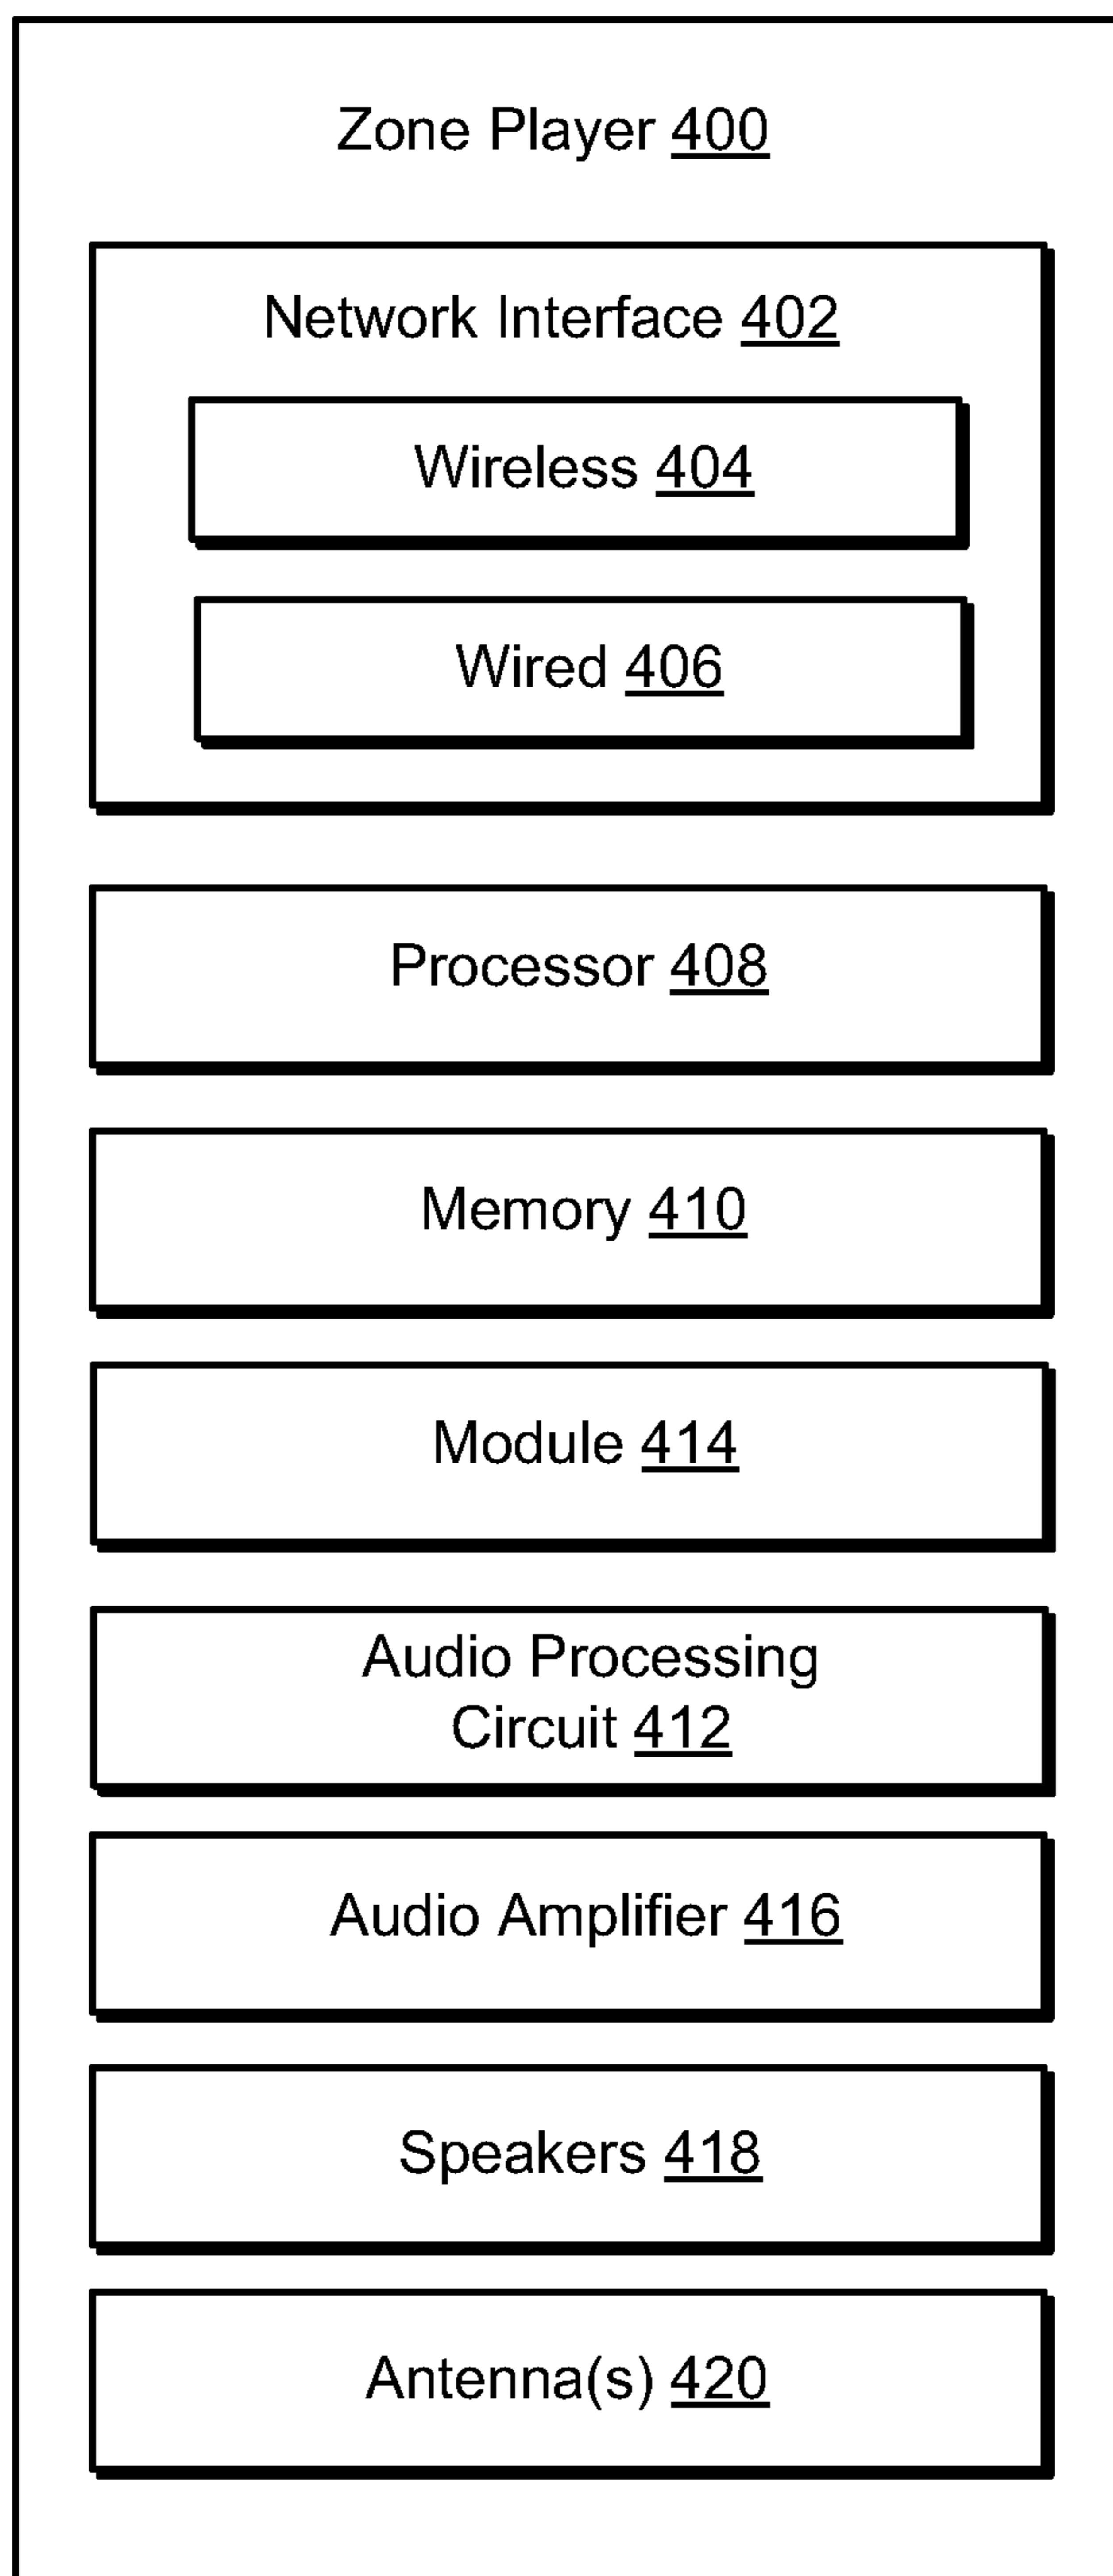 Zone Player 400
Network Interface 402
Wireless 404
Wired 406
Processor 408
Memory 410
Module 414
Audio Processing
Circuit 412
Audio Amplifier 416
Speakers 418
Antenna(s) 420